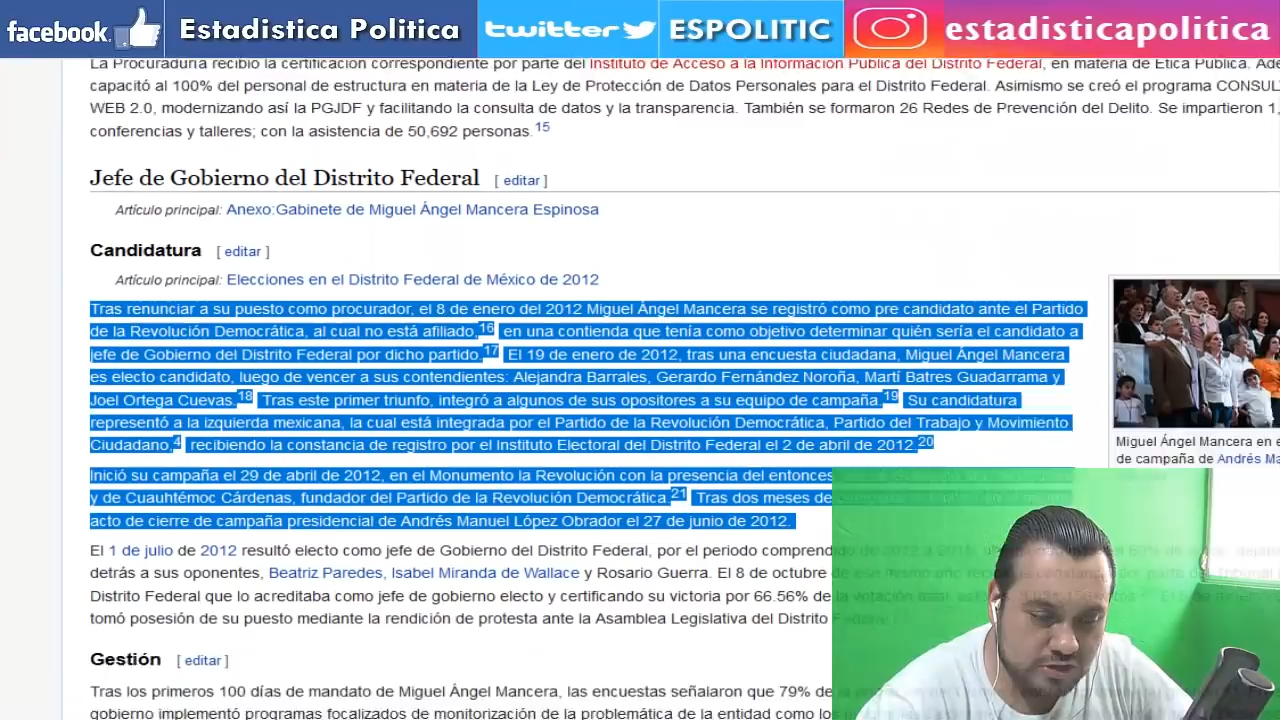 facebook. Estadistica Politica twitter ESPOLITIC estadisticapolitica
La Procuraduría recibió la certificación correspondiente por parte del Instituto de Acceso a la Información Pública del Distrito Federal, en materia de Ética Pública.
capacitó al 100% del personal de estructura en materia de la Ley de Protección de Datos Personales para el Distrito Federal. Asimismo se creó el programa
WEB 2.0, modernizando así la PGJDF y facilitando la consulta de datos y la transparencia. También se formaron 26 Redes de Prevención del Delito. Se impartieron
conferencias y talleres; con la asistencia de 50,692 personas.15
Jefe de Gobierno del Distrito Federal [ editar ]
Artículo principal: Anexo:Gabinete de Miguel Ángel Mancera Espinosa
Candidatura [ editar ]
Artículo principal: Elecciones en el Distrito Federal de México de 2012
Tras renunciar a su puesto como procurador, el 8 de enero del 2012 Miguel Ángel Mancera se registró como pre candidato ante el Partido
de la Revolución Democrática, al cual no está afiliado,16 en una contienda que tenía como objetivo determinar quién sería el candidato a
jefe de Gobierno del Distrito Federal por dicho partido.17 El 19 de enero de 2012, tras una encuesta ciudadana, Miguel Ángel Mancera
es electo candidato, luego de vencer a sus contendientes: Alejandra Barrales, Gerardo Fernández Noroña, Martí Batres Guadarrama y
Joel Ortega Cuevas.18 Tras este primer triunfo, integró a algunos de sus opositores a su equipo de campaña.19 Su candidatura
representó a la izquierda mexicana, la cual está integrada por el Partido de la Revolución Democrática, Partido del Trabajo y Movimiento
Ciudadano,4 recibiendo la constancia de registro por el Instituto Electoral del Distrito Federal el 2 de abril de 2012.20
Miguel Ángel Mancera en e
de campaña de Andrés Ma
Inició su campaña el 29 de abril de 2012, en el Monumento la Revolución con la presencia del entonces
y de Cuauhtémoc Cárdenas, fundador del Partido de la Revolución Democrática.21 Tras dos meses de
acto de cierre de campaña presidencial de Andrés Manuel López Obrador el 27 de junio de 2012.
El 1 de julio de 2012 resultó electo como jefe de Gobierno del Distrito Federal, por el periodo comprendido de 2012 a
detrás a sus oponentes, Beatriz Paredes, Isabel Miranda de Wallace y Rosario Guerra. El 8 de octubre de ese mismo año
Distrito Federal que lo acreditaba como jefe de gobierno electo y certificando su victoria por 66.56% de la votación total,
tomó posesión de su puesto mediante la rendición de protesta ante la Asamblea Legislativa del Distrito Federal
Gestión [ editar ]
Tras los primeros 100 días de mandato de Miguel Ángel Mancera, las encuestas señalaron que 79% de la
gobierno implementó programas focalizados de monitorización de la problemática de la entidad como los